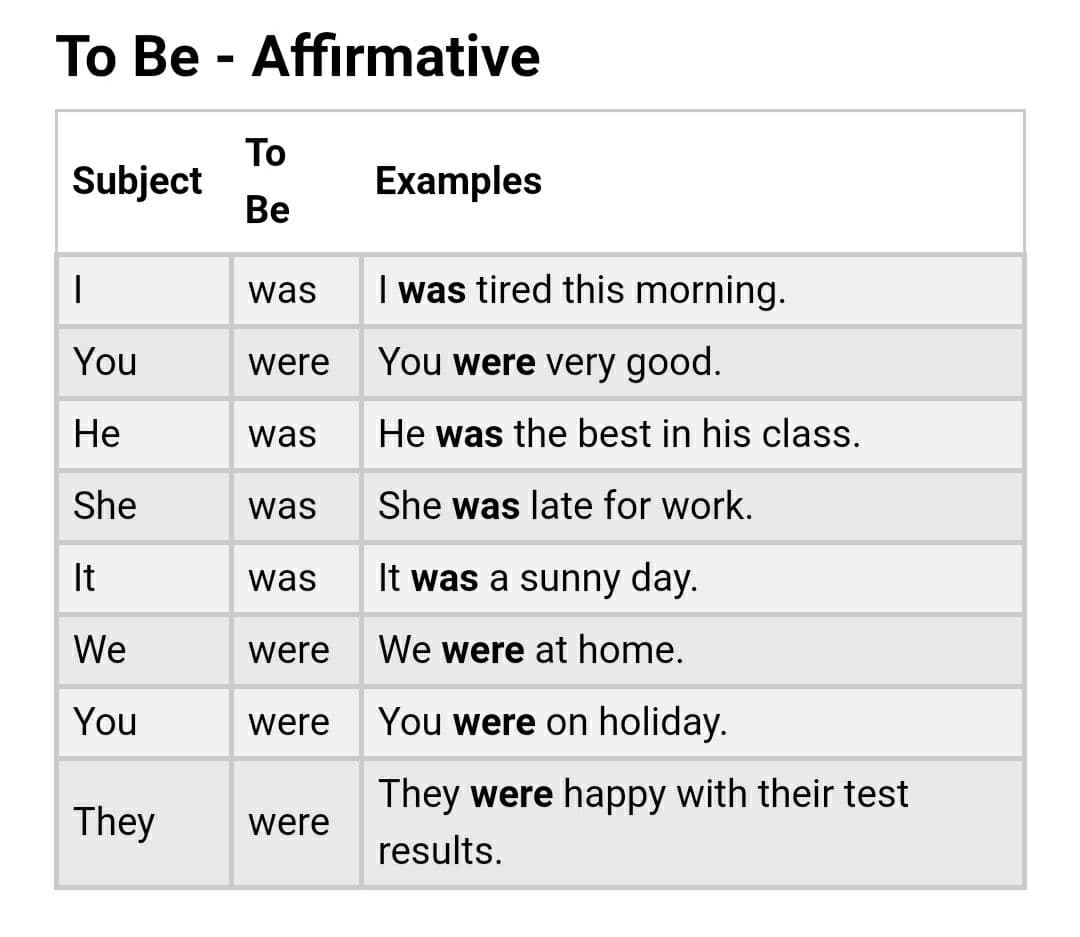 To Be - Affirmative
Subject To Be Examples
I was I was tired this morning.
You were You were very good.
He was He was the best in his class.
She was She was late for work.
It was It was a sunny day.
We were We were at home.
You were You were on holiday.
They were They were happy with their test
results.